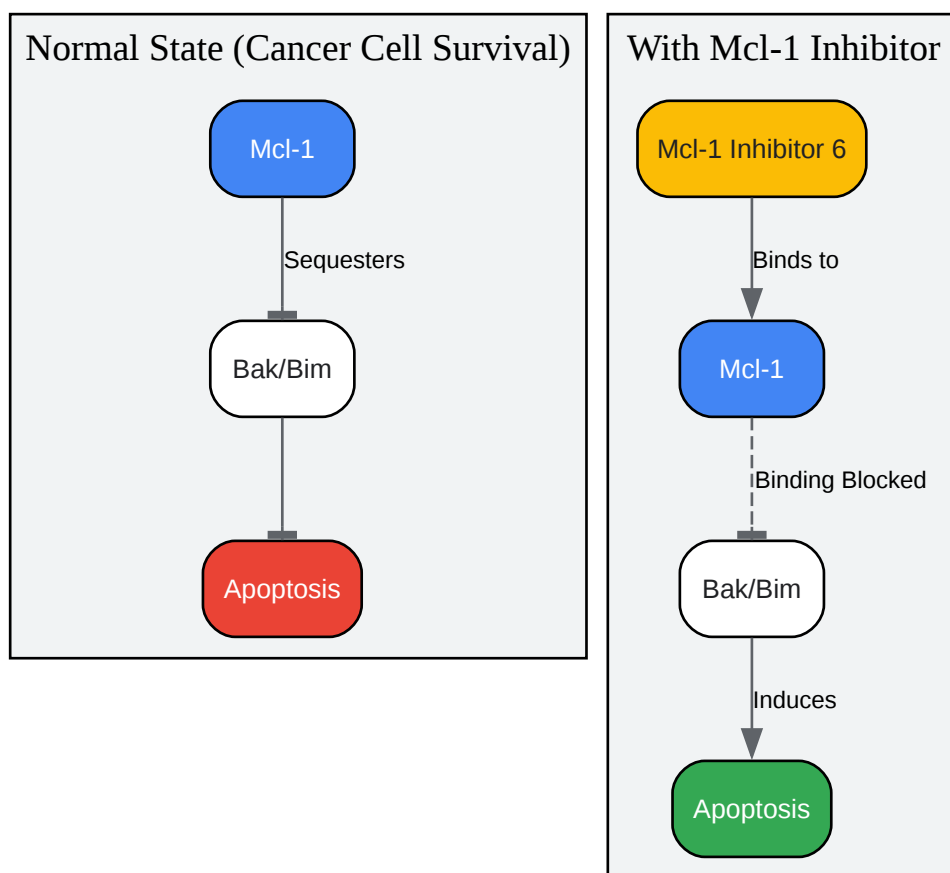 Normal State (Cancer Cell Survival)
Mcl-1
Sequesters
Bak/Bim
Apoptosis
With Mcl-1 Inhibitor
Mcl-1 Inhibitor 6
Binds to
Mcl-1
Binding Blocked
Bak/Bim
Induces
Apoptosis